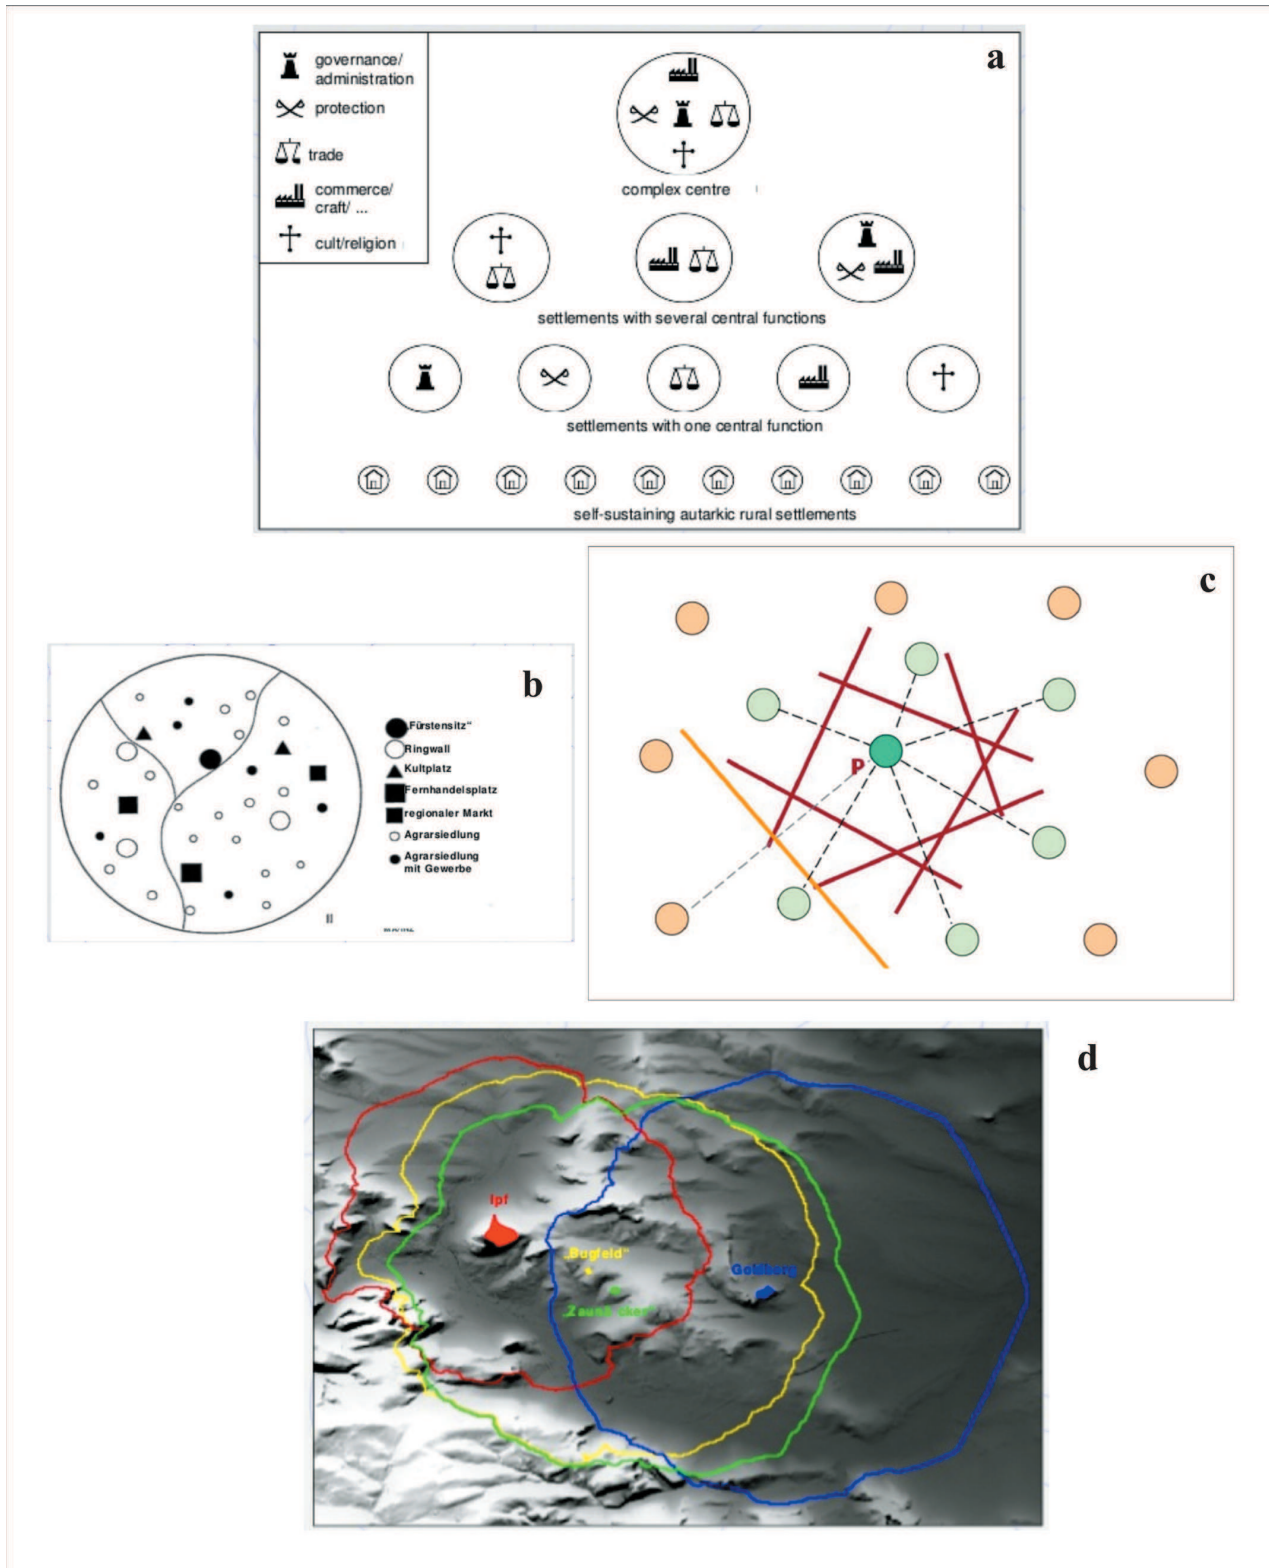 a
governance/
administration
protection
trade
commerce/
craft/ ...
cult/religion
complex centre
settlements with several central functions
settlements with one central function
self-sustaining autarkic rural settlements
b
„Fürstensitz“
Ringwall
Kultplatz
Fernhandelsplatz
regionaler Markt
Agrarsiedlung
Agrarsiedlung
mit Gewerbe
II
c
P
d
Ipf
„Bugfeld“
Goldberg